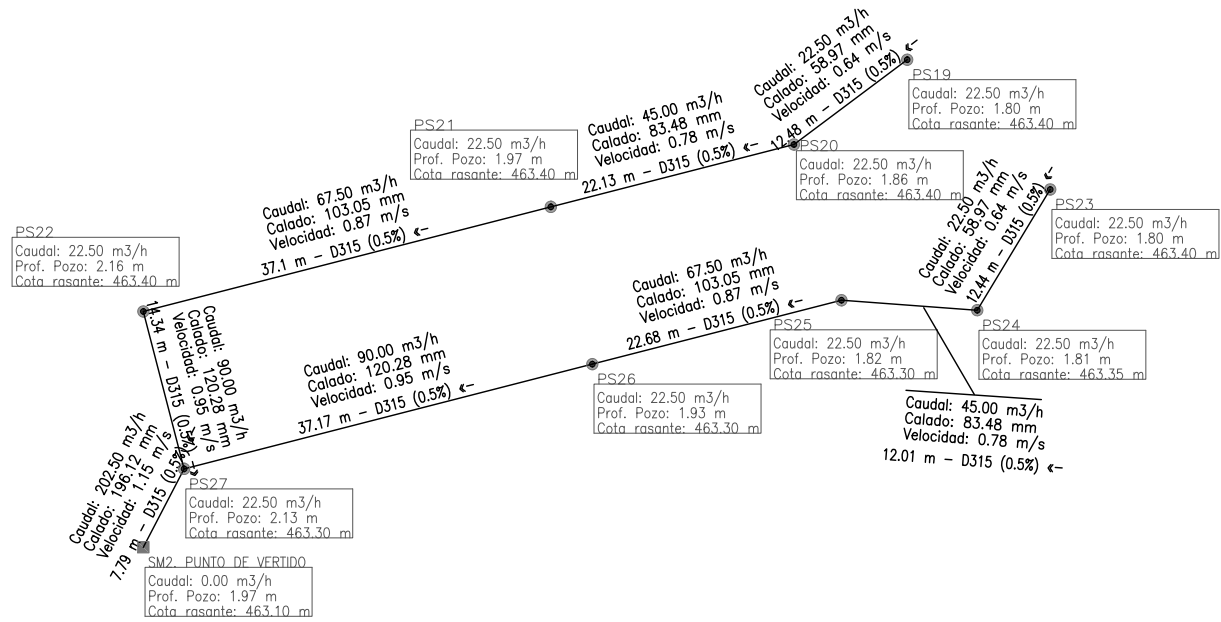 Caudal: 22.50 m3/h
Calado: 58.97 mm
Velocidad: 0.64 m/s
12.48 m - D315 (0.5%) «-
PS19
Caudal: 22.50 m3/h
Prof. Pozo: 1.80 m
Cota rasante: 463.40 m
Caudal: 45.00 m3/h
Calado: 83.48 mm
Velocidad: 0.78 m/s
22.13 m - D315 (0.5%) «-
PS20
Caudal: 22.50 m3/h
Prof. Pozo: 1.86 m
Cota rasante: 463.40 m
PS21
Caudal: 22.50 m3/h
Prof. Pozo: 1.97 m
Cota rasante: 463.40 m
Caudal: 67.50 m3/h
Calado: 103.05 mm
Velocidad: 0.87 m/s
37.1 m - D315 (0.5%) «-
PS22
Caudal: 22.50 m3/h
Prof. Pozo: 2.16 m
Cota rasante: 463.40 m
Caudal: 22.50 m3/h
Calado: 58.97 mm
Velocidad: 0.64 m/s
12.44 m - D315 (0.5%) «-
PS23
Caudal: 22.50 m3/h
Prof. Pozo: 1.80 m
Cota rasante: 463.40 m
Caudal: 67.50 m3/h
Calado: 103.05 mm
Velocidad: 0.87 m/s
22.68 m - D315 (0.5%) «-
PS25
Caudal: 22.50 m3/h
Prof. Pozo: 1.82 m
Cota rasante: 463.30 m
PS24
Caudal: 22.50 m3/h
Prof. Pozo: 1.81 m
Cota rasante: 463.35 m
Caudal: 45.00 m3/h
Calado: 83.48 mm
Velocidad: 0.78 m/s
12.01 m - D315 (0.5%) «-
Caudal: 90.00 m3/h
Calado: 120.28 mm
Velocidad: 0.95 m/s
14.34 m - D315 (0.5%) «-
Caudal: 90.00 m3/h
Calado: 120.28 mm
Velocidad: 0.95 m/s
37.17 m - D315 (0.5%) «-
PS26
Caudal: 22.50 m3/h
Prof. Pozo: 1.93 m
Cota rasante: 463.30 m
Caudal: 202.50 m3/h
Calado: 196.12 mm
Velocidad: 1.15 m/s
7.79 m - D315 (0.5%) «-
PS27
Caudal: 22.50 m3/h
Prof. Pozo: 2.13 m
Cota rasante: 463.30 m
SM2. PUNTO DE VERTIDO
Caudal: 0.00 m3/h
Prof. Pozo: 1.97 m
Cota rasante: 463.10 m